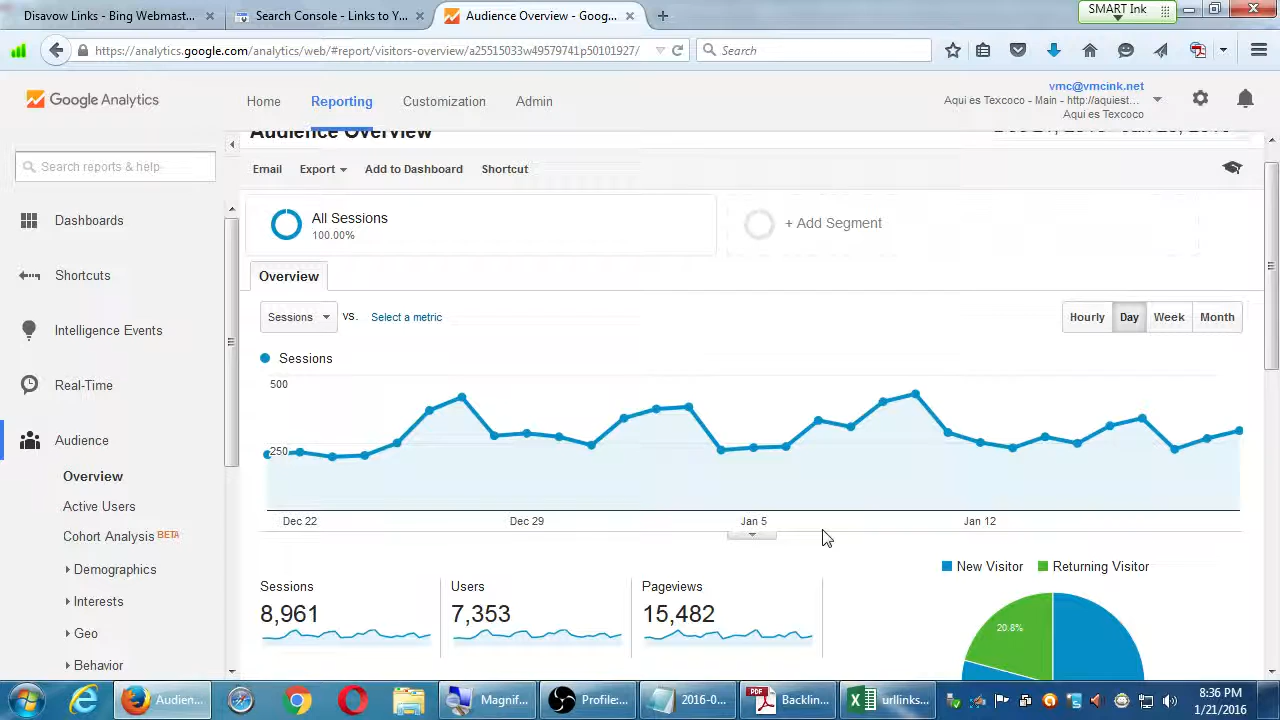 Disavow Links - Bing Webmast... × Search Console - Links to Y... × Audience Overview - Goog... × +
SMART Ink
https://analytics.google.com/analytics/web/#report/visitors-overview/a25515033w49579741p50101927/
Search
Google Analytics
Home Reporting Customization Admin
vmc@vmcink.net
Aqui es Texcoco - Main - http://aquiest...
Aqui es Texcoco
Audience Overview
Search reports & help
Email Export Add to Dashboard Shortcut
Dashboards
Shortcuts
Intelligence Events
Real-Time
Audience
Overview
Active Users
Cohort Analysis BETA
Demographics
Interests
Geo
Behavior
All Sessions
100.00%
+ Add Segment
Overview
Sessions VS. Select a metric
Hourly Day Week Month
Sessions
500
250
Dec 22 Dec 29 Jan 5 Jan 12
Sessions
8,961
Users
7,353
Pageviews
15,482
New Visitor Returning Visitor
20.8%
Audien... Magnif... Profile:... 2016-0... Backlin... urllinks...
8:36 PM
1/21/2016